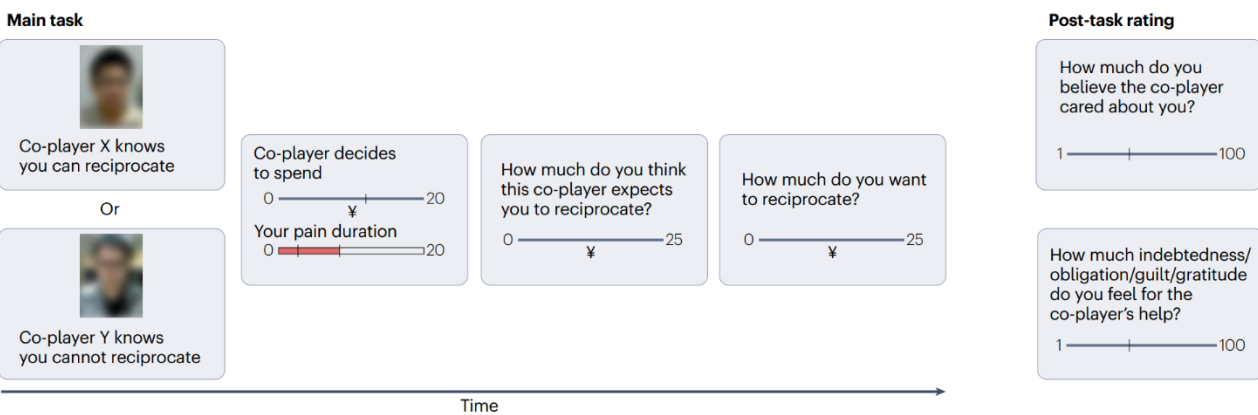 Main task
Post-task rating
Co-player X knows
you can reciprocate
Or
Co-player Y knows
you cannot reciprocate
Co-player decides
to spend
0 20
¥
Your pain duration
0 20
How much do you think
this co-player expects
you to reciprocate?
0 25
¥
How much do you want
to reciprocate?
0 25
¥
Time
How much do you
believe the co-player
cared about you?
1 100
How much indebtedness/
obligation/guilt/gratitude
do you feel for the
co-player's help?
1 100